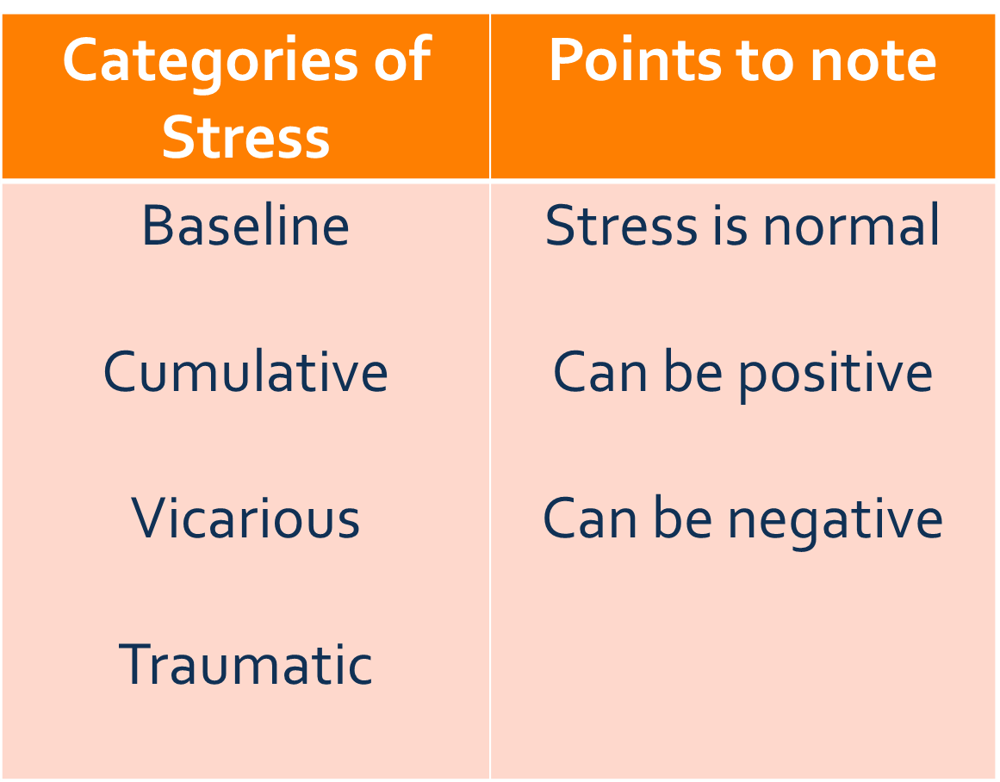 Categories of
Stress
Points to note
Baseline
Stress is normal
Cumulative
Can be positive
Vicarious
Can be negative
Traumatic